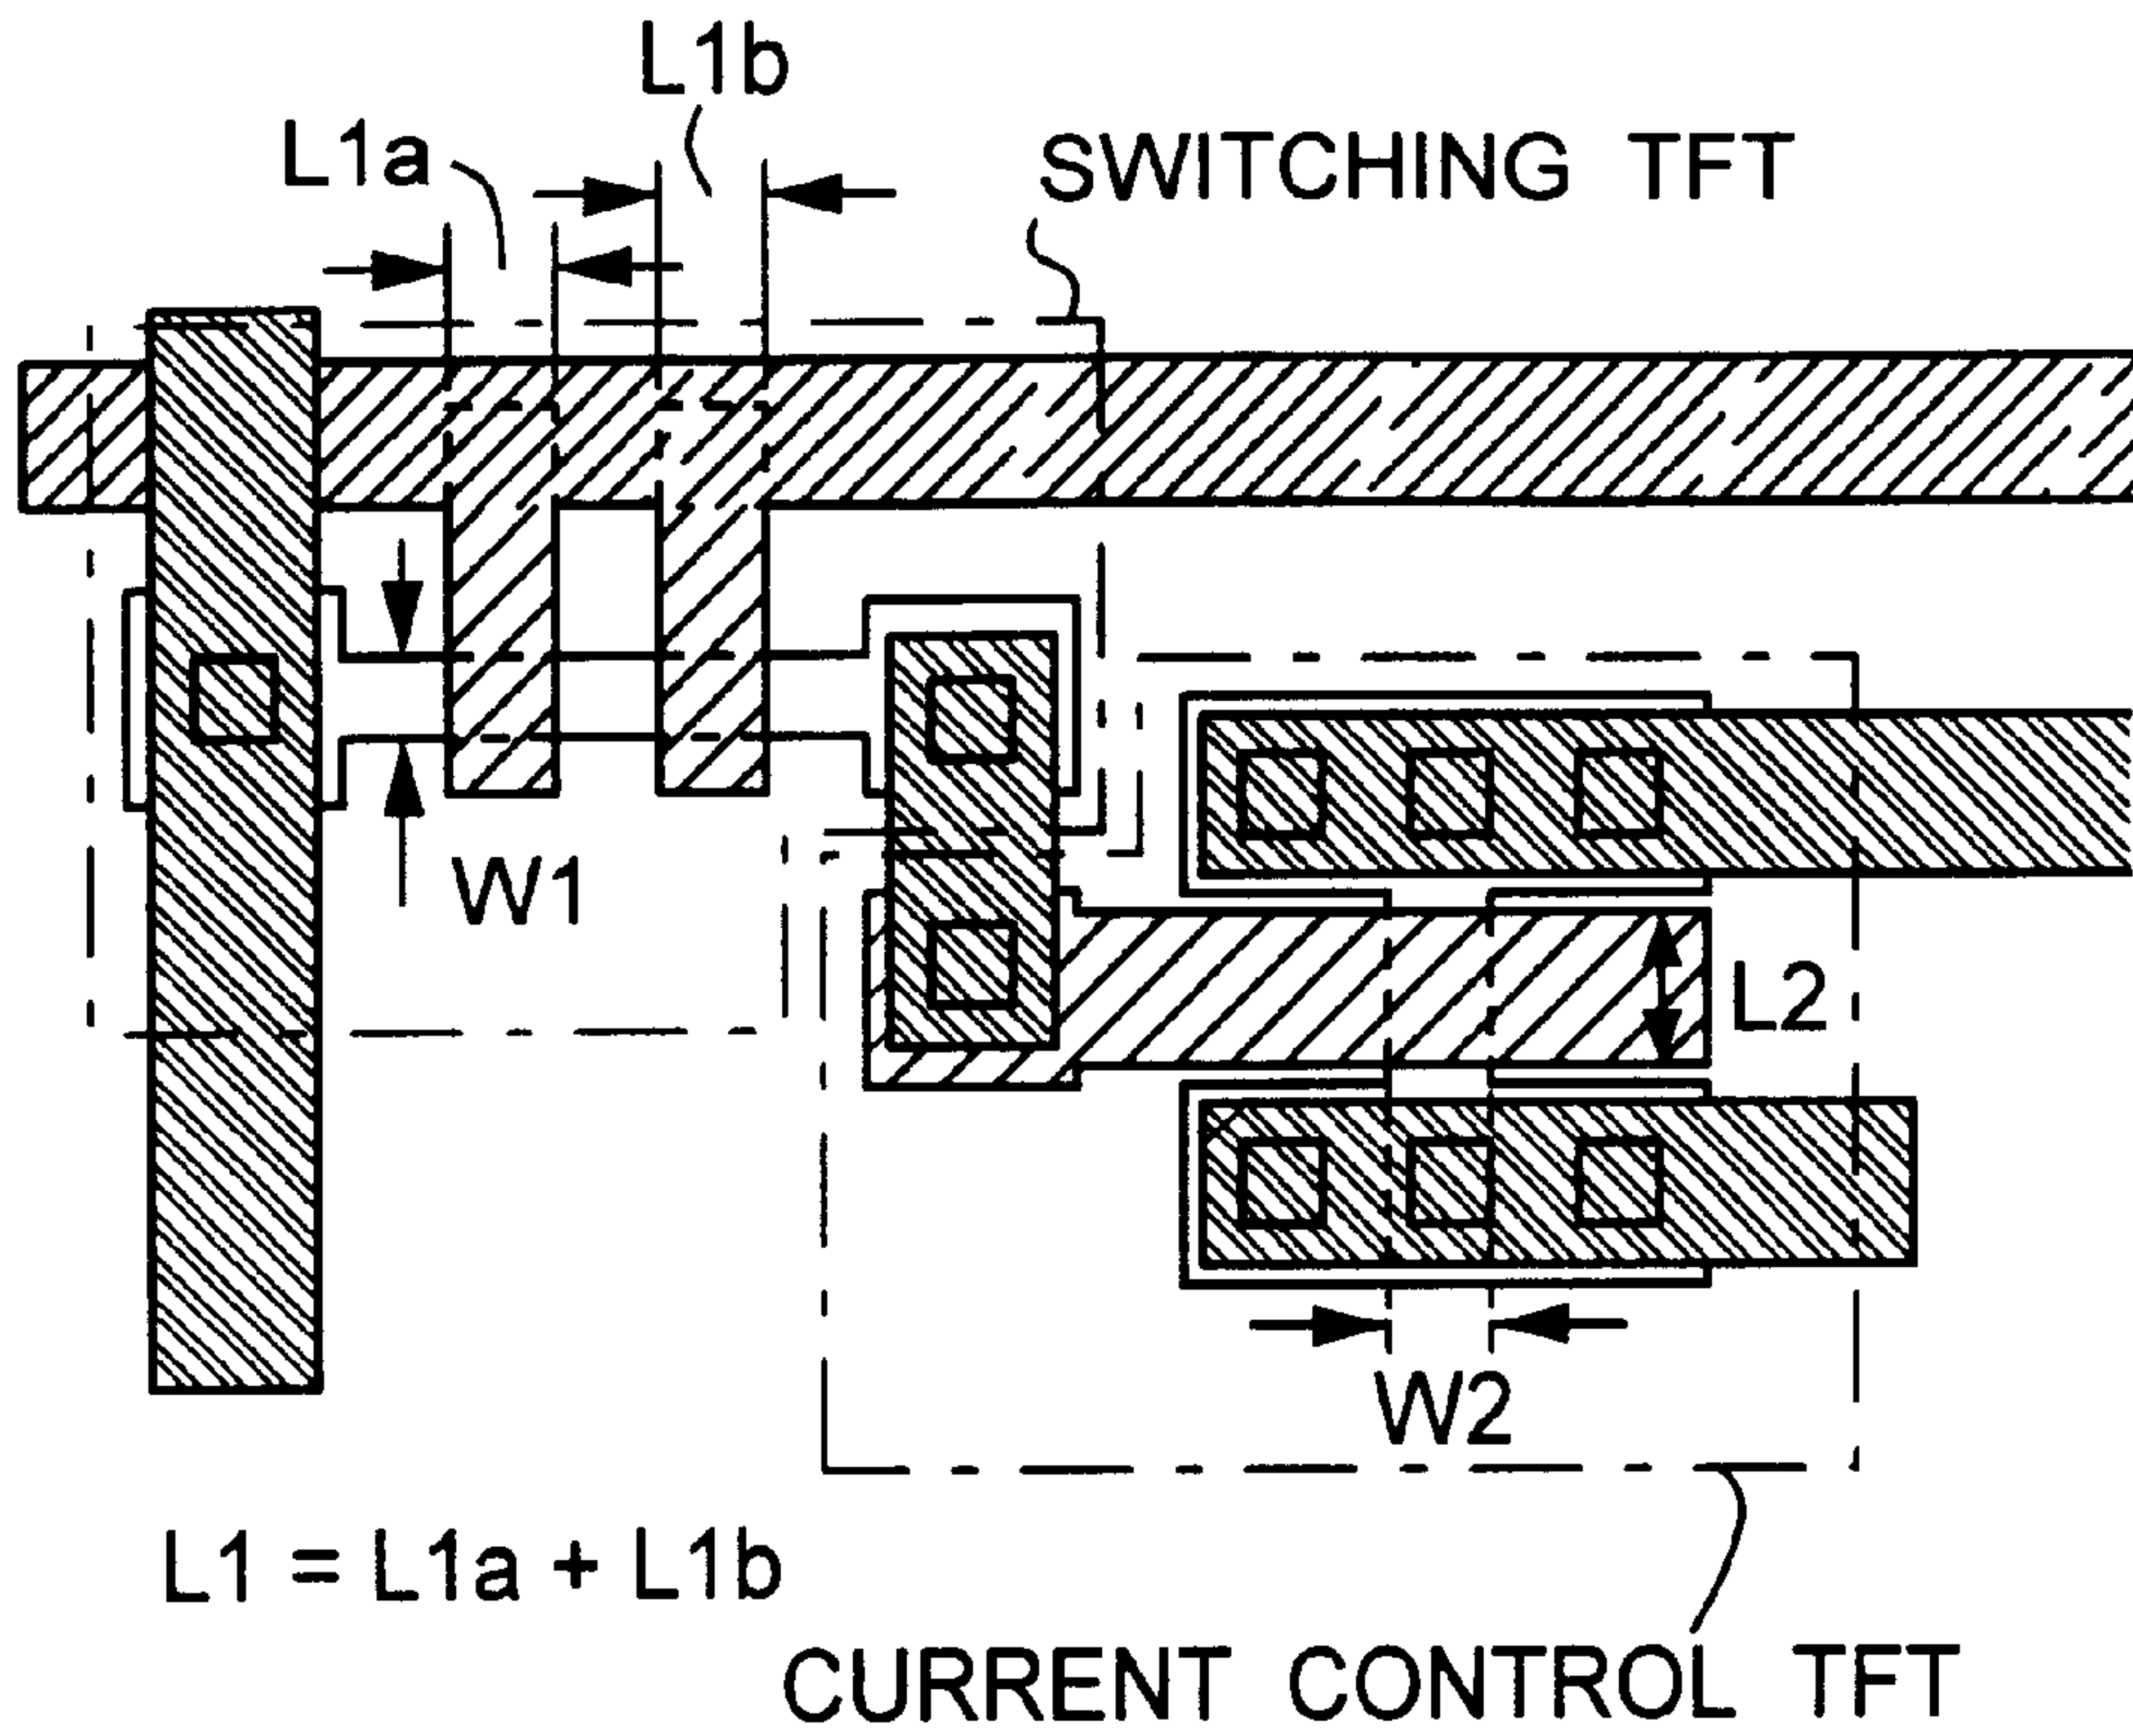 L1b
L1a
SWITCHING TFT
W1
L2
W2
L1 = L1a + L1b
CURRENT CONTROL TFT